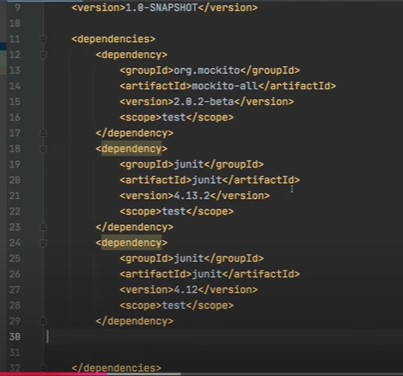 9 <version>1.0-SNAPSHOT</version>
10
11 <dependencies>
12 <dependency>
13 <groupId>org.mockito</groupId>
14 <artifactId>mockito-all</artifactId>
15 <version>2.0.2-beta</version>
16 <scope>test</scope>
17 </dependency>
18 <dependency>
19 <groupId>junit</groupId>
20 <artifactId>junit</artifactId>
21 <version>4.13.2</version>
22 <scope>test</scope>
23 </dependency>
24 <dependency>
25 <groupId>junit</groupId>
26 <artifactId>junit</artifactId>
27 <version>4.12</version>
28 <scope>test</scope>
29 </dependency>
30
31
32 </dependencies>